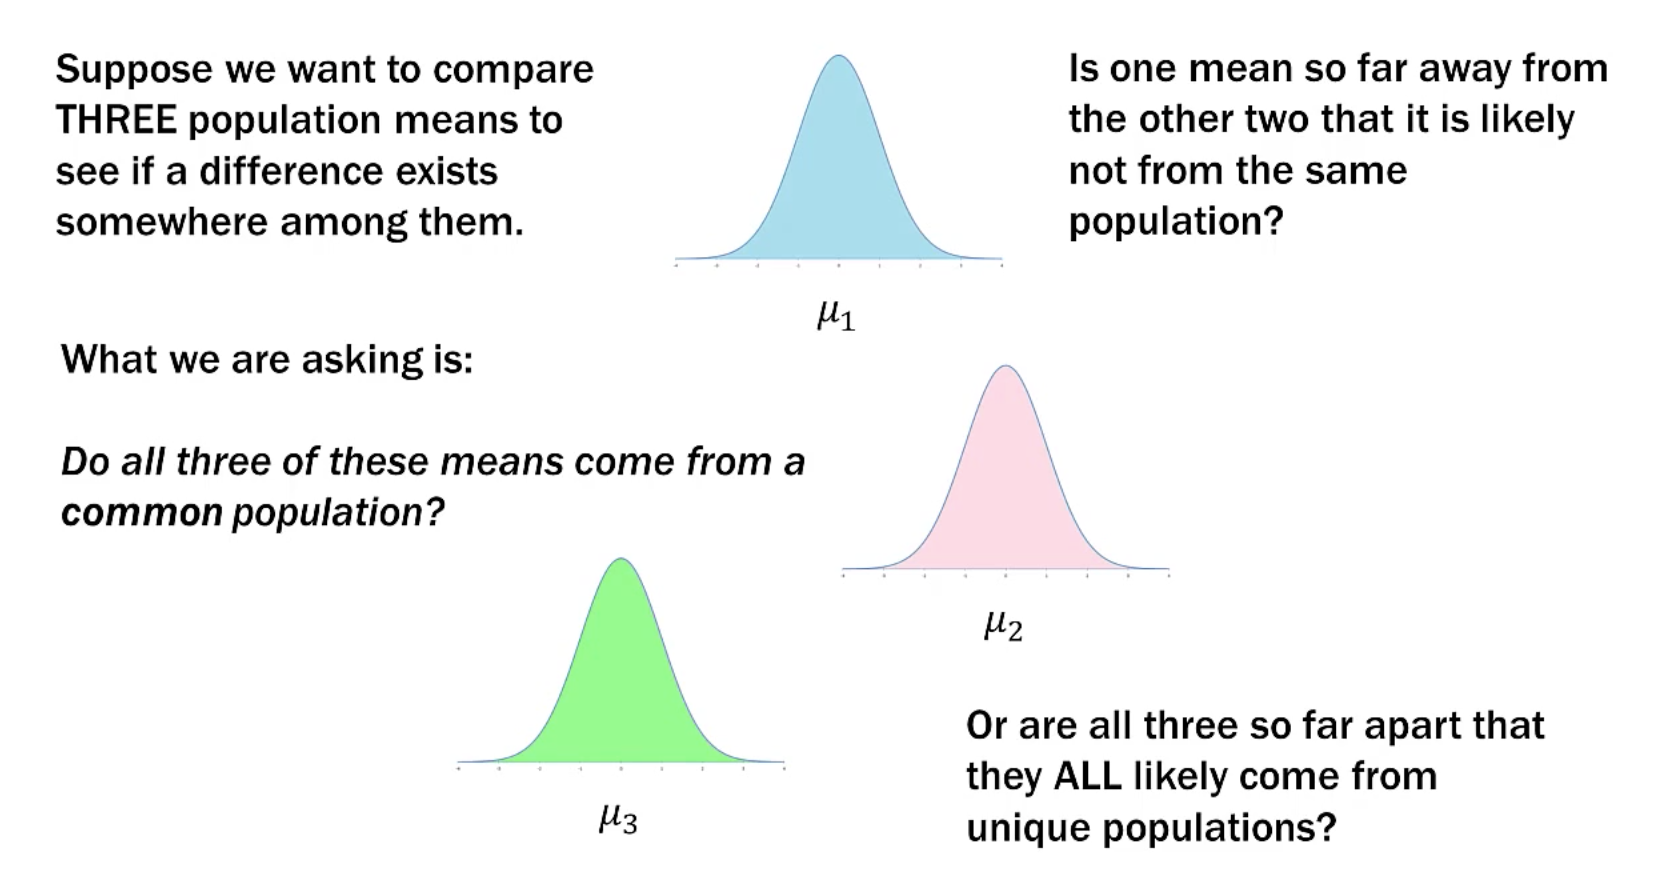 Suppose we want to compare
THREE population means to
see if a difference exists
somewhere among them.
Is one mean so far away from
the other two that it is likely
not from the same
population?
μ₁
What we are asking is:
Do all three of these means come from a
common population?
μ₂
μ₃
Or are all three so far apart that
they ALL likely come from
unique populations?